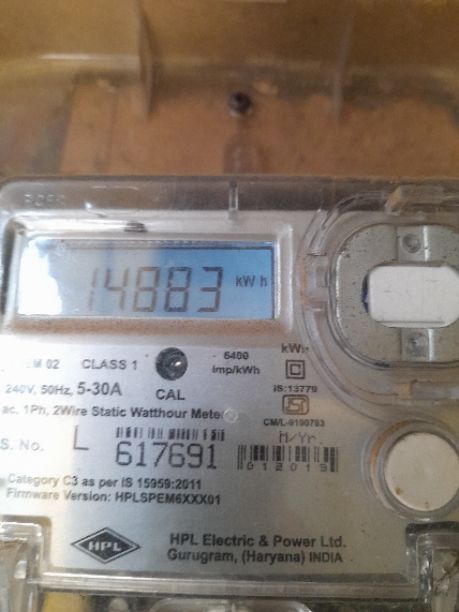 14883 kWh
M 02 CLASS 1 6400 imp/kWh kWh
240V, 50Hz, 5-30A CAL IS:13779
ac, 1Ph, 2Wire Static Watthour Meter
CM/L-9190703
S. No. L 617691 M/Yr.
012019
Category C3 as per IS 15959:2011
Firmware Version: HPLSPEM6XXX01
HPL
HPL Electric & Power Ltd.
Gurugram, (Haryana) INDIA